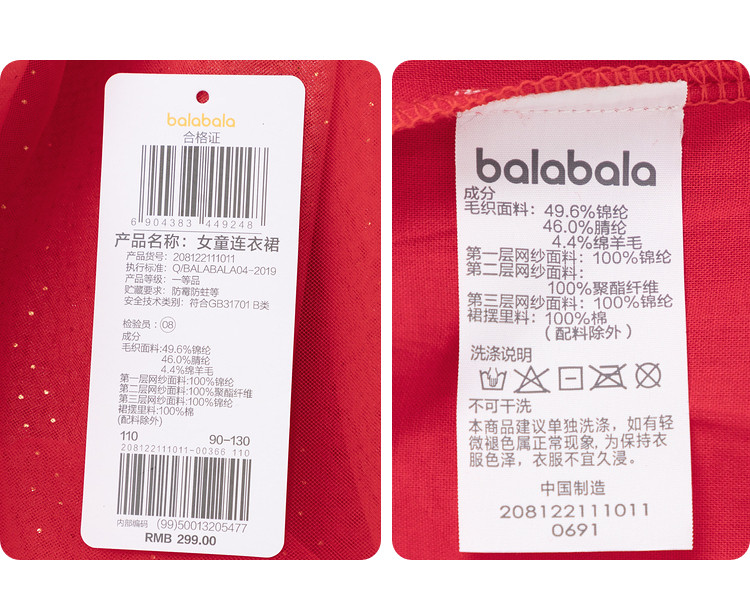 balabala
合格证
6 904383 449248
产品名称：女童连衣裙
产品货号：208122111011
执行标准：Q/BALABALA04-2019
产品等级：一等品
贮藏要求：防霉防蛀等
安全技术类别：符合GB31701 B类
检验员：08
成分
毛织面料:49.6%锦纶
46.0%腈纶
4.4%绵羊毛
第一层网纱面料:100%锦纶
第二层网纱面料:100%聚酯纤维
第三层网纱面料:100%锦纶
裙摆里料:100%棉
(配料除外)
110 90-130
208122111011-00366 110
内部编码 (99)50013205477
RMB 299.00
balabala
成分
毛织面料：49.6%锦纶
46.0%腈纶
4.4%绵羊毛
第一层网纱面料：100%锦纶
第二层网纱面料：
100%聚酯纤维
第三层网纱面料：100%锦纶
裙摆里料：100%棉
（配料除外）
洗涤说明
不可干洗
本商品建议单独洗涤，如有轻
微褪色属正常现象,为保持衣
服色泽，衣服不宜久浸。
中国制造
208122111011
0691